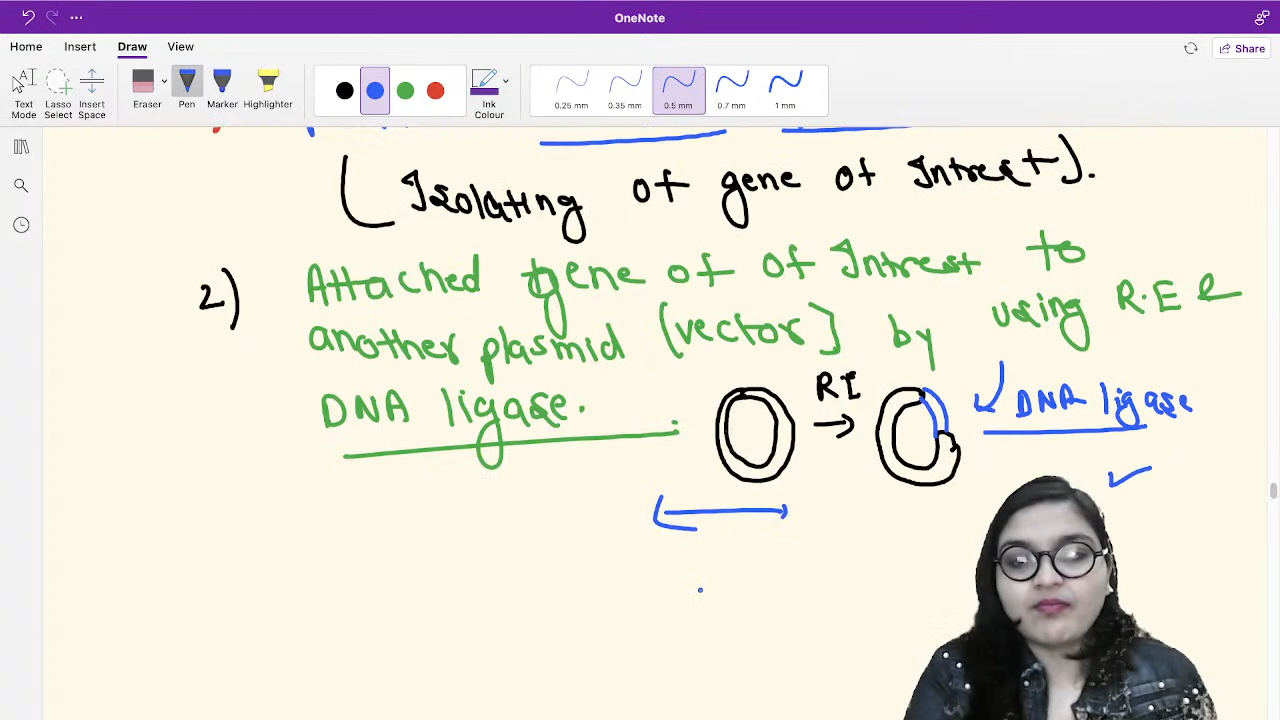 OneNote
Home Insert Draw View
Share
Text Mode
Lasso Select
Insert Space
Eraser
Pen
Marker
Highlighter
Ink Colour
0.25 mm
0.35 mm
0.5 mm
0.7 mm
1 mm
(Isolating of gene of Intrest).
2) Attached gene of of Intrest to
another plasmid (vector) by using R.E &
DNA ligase.
RI
DNA ligase